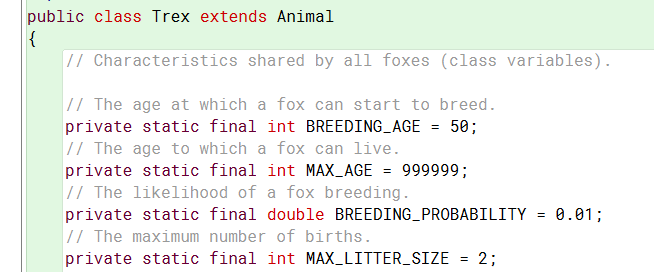 public class Trex extends Animal
{
// Characteristics shared by all foxes (class variables).
// The age at which a fox can start to breed.
private static final int BREEDING_AGE = 50;
// The age to which a fox can live.
private static final int MAX_AGE = 999999;
// The likelihood of a fox breeding.
private static final double BREEDING_PROBABILITY = 0.01;
// The maximum number of births.
private static final int MAX_LITTER_SIZE = 2;